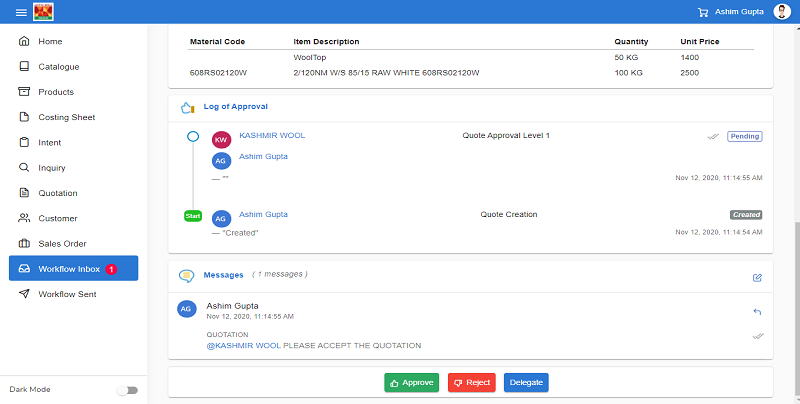 Ashim Gupta
Home
Catalogue
Products
Costing Sheet
Intent
Inquiry
Quotation
Customer
Sales Order
Workflow Inbox 1
Workflow Sent
Dark Mode
Material Code Item Description Quantity Unit Price
WoolTop 50 KG 1400
608RS02120W 2/120NM W/S 85/15 RAW WHITE 608RS02120W 100 KG 2500
Log of Approval
KW KASHMIR WOOL Quote Approval Level 1 Pending
AG Ashim Gupta
— "" Nov 12, 2020, 11:14:55 AM
Start AG Ashim Gupta Quote Creation Created
— "Created" Nov 12, 2020, 11:14:54 AM
Messages ( 1 messages )
AG Ashim Gupta
Nov 12, 2020, 11:14:55 AM
QUOTATION
@KASHMIR WOOL PLEASE ACCEPT THE QUOTATION
Approve Reject Delegate